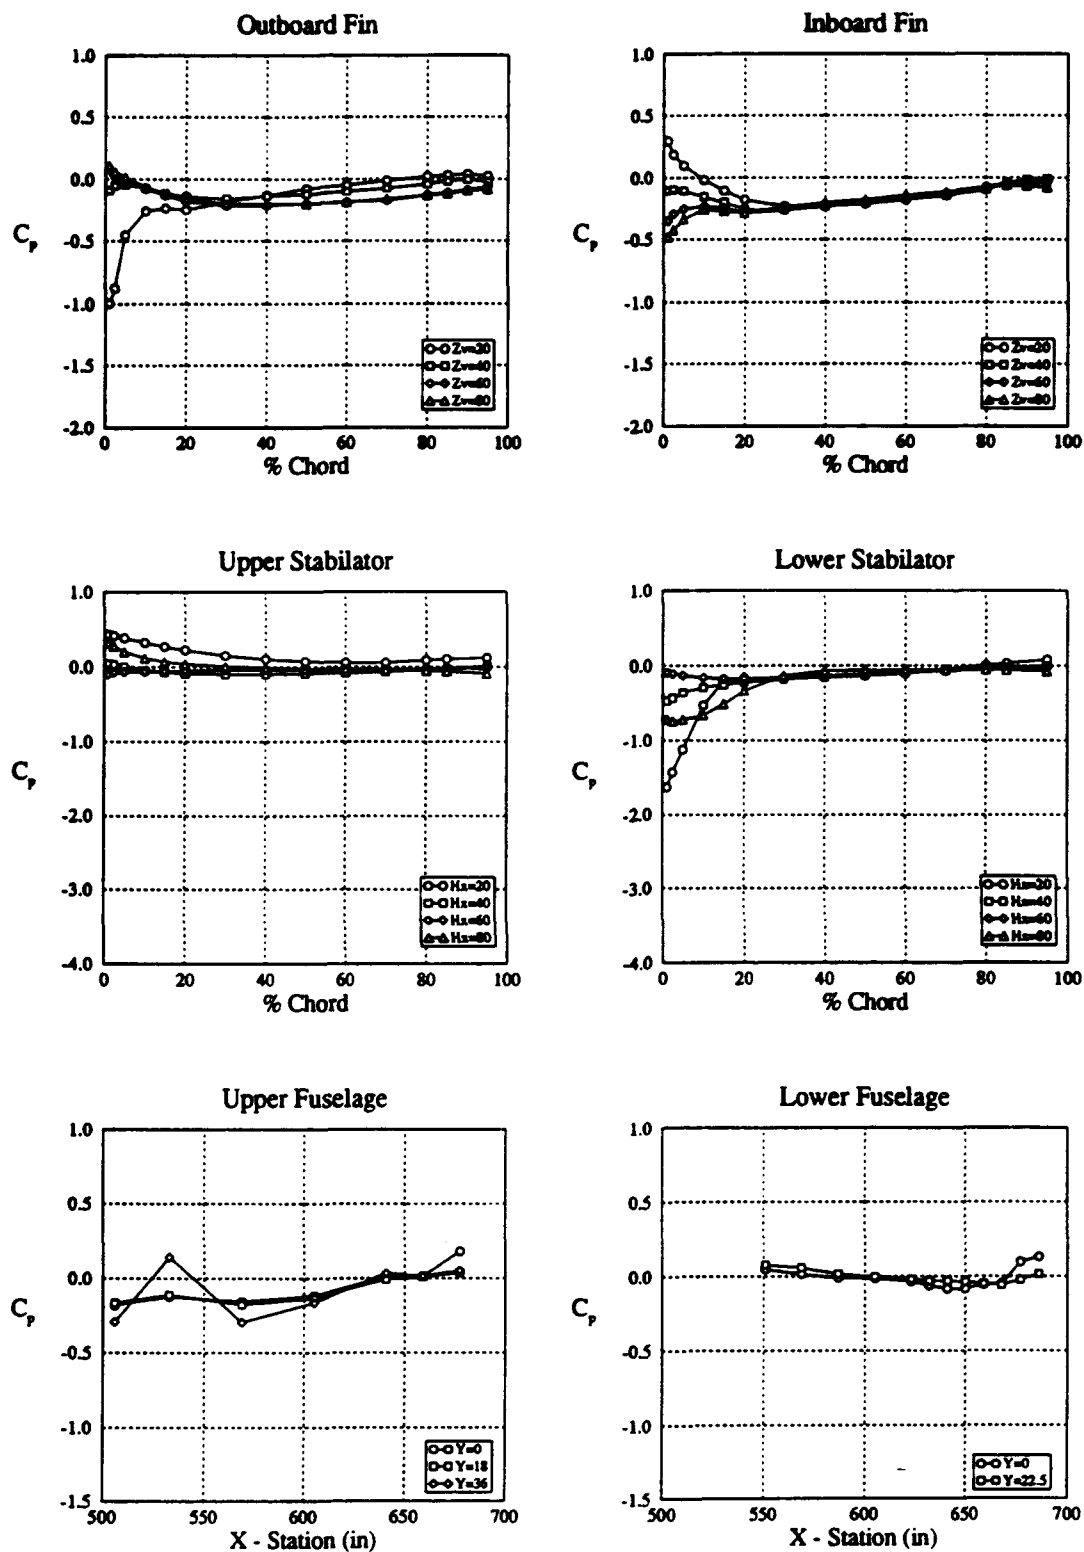 Outboard Fin
1.0
0.5
0.0
-0.5
-1.0
-1.5
-2.0
C_p
0 20 40 60 80 100
% Chord
Zv=20
Zv=40
Zv=60
Zv=80
Inboard Fin
1.0
0.5
0.0
-0.5
-1.0
-1.5
-2.0
C_p
0 20 40 60 80 100
% Chord
Zv=20
Zv=40
Zv=60
Zv=80
Upper Stabilator
1.0
0.0
-1.0
-2.0
-3.0
-4.0
C_p
0 20 40 60 80 100
% Chord
Hx=20
Hx=40
Hx=60
Hx=80
Lower Stabilator
1.0
0.0
-1.0
-2.0
-3.0
-4.0
C_p
0 20 40 60 80 100
% Chord
Hx=20
Hx=40
Hx=60
Hx=80
Upper Fuselage
1.0
0.5
0.0
-0.5
-1.0
-1.5
C_p
500 550 600 650 700
X - Station (in)
Y=0
Y=18
Y=36
Lower Fuselage
1.0
0.5
0.0
-0.5
-1.0
-1.5
C_p
500 550 600 650 700
X - Station (in)
Y=0
Y=22.5